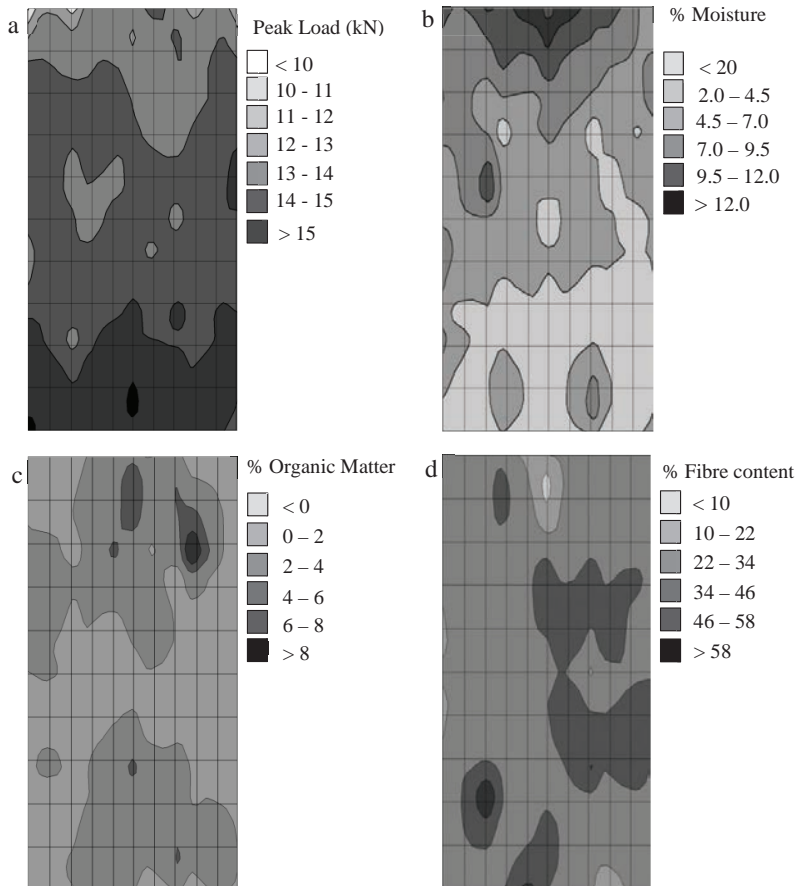 a
Peak Load (kN)
< 10
10 - 11
11 - 12
12 - 13
13 - 14
14 - 15
> 15
b
% Moisture
< 20
2.0 – 4.5
4.5 – 7.0
7.0 – 9.5
9.5 – 12.0
> 12.0
c
% Organic Matter
< 0
0 – 2
2 – 4
4 – 6
6 – 8
> 8
d
% Fibre content
< 10
10 – 22
22 – 34
34 – 46
46 – 58
> 58